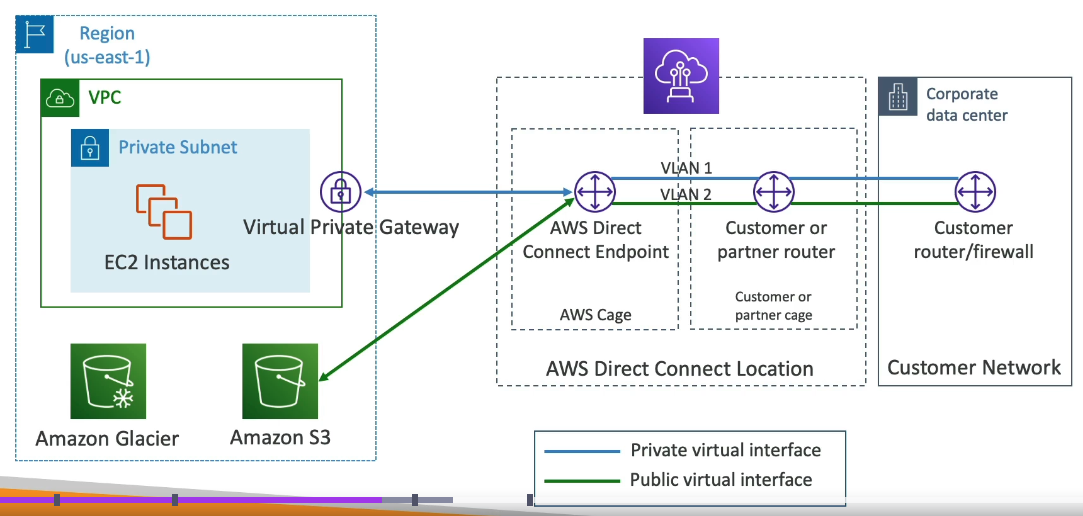 Region
(us-east-1)
VPC
Private Subnet
EC2 Instances
Virtual Private Gateway
Amazon Glacier
Amazon S3
VLAN 1
VLAN 2
AWS Direct
Connect Endpoint
AWS Cage
Customer or
partner router
Customer or
partner cage
AWS Direct Connect Location
Corporate
data center
Customer
router/firewall
Customer Network
Private virtual interface
Public virtual interface